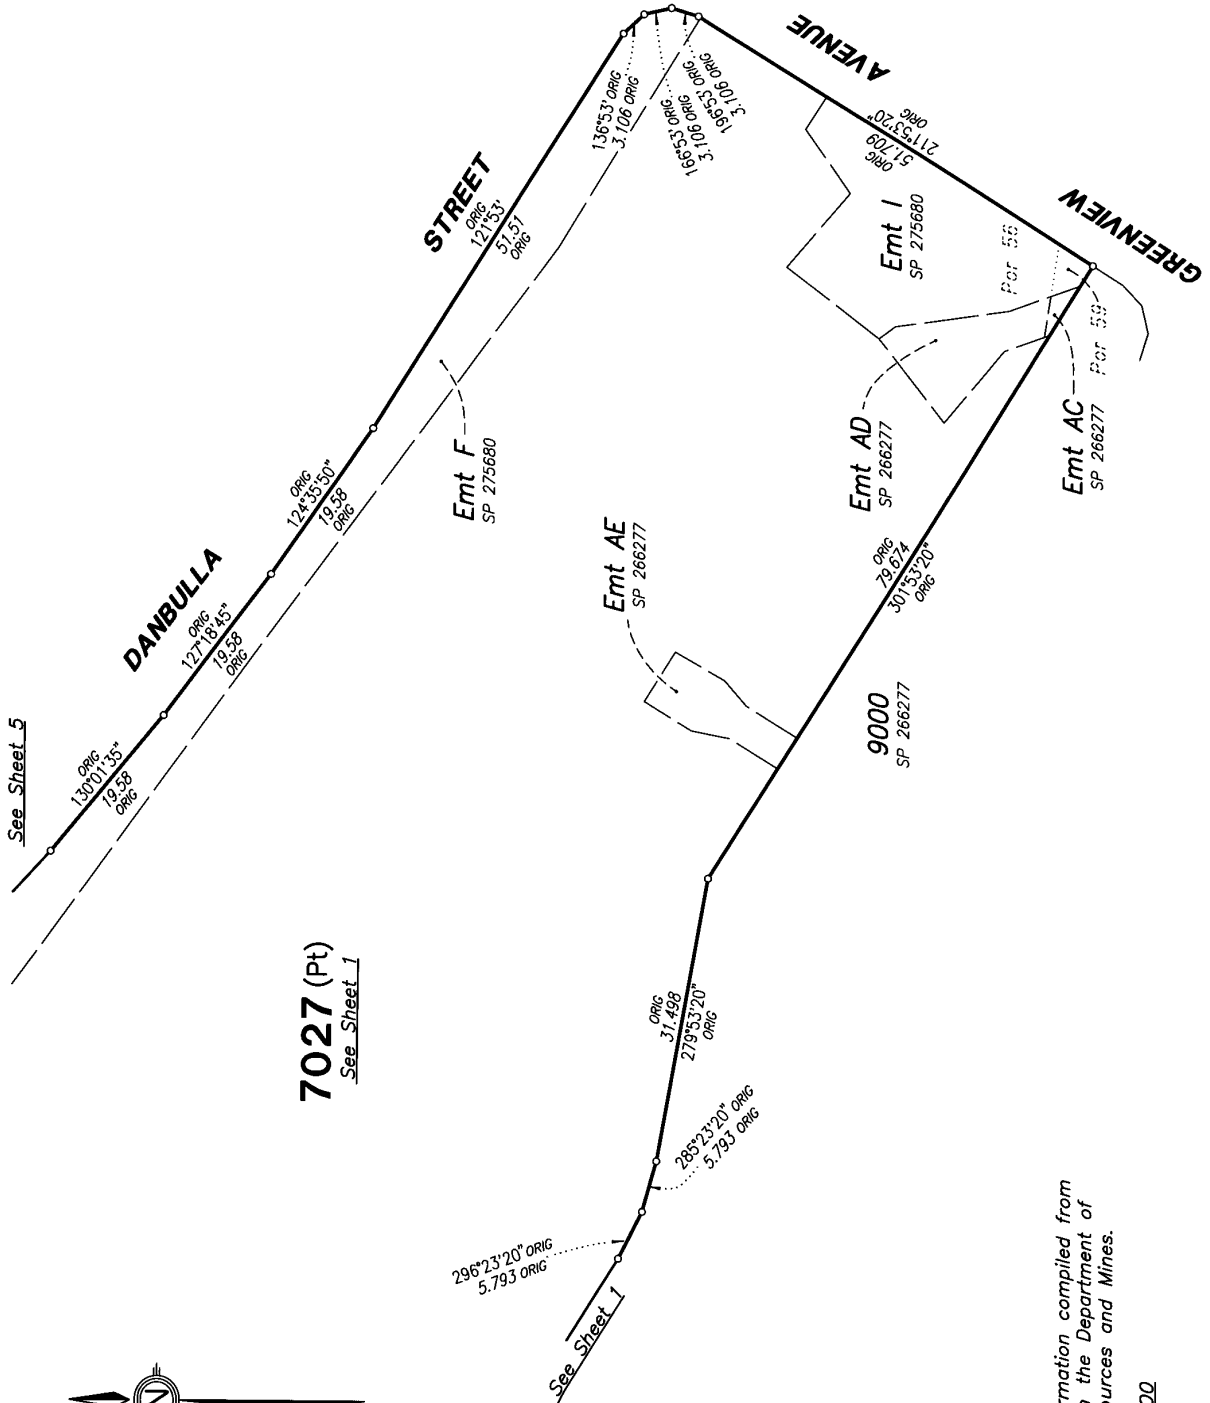 See Sheet 5
ORIG
130°01'35"
19.58
ORIG
DANBULLA
ORIG
127°18'45"
19.58
ORIG
ORIG
124°35'50"
19.58
ORIG
STREET
ORIG
121°53'
51.51
ORIG
136°53' ORIG
3.106 ORIG
166°53' ORIG
3.106 ORIG
196°53' ORIG
3.106 ORIG
AVENUE
211°53'20"
ORIG
51.709
ORIG
GREENVIEW
Emt I
SP 275680
Por 56
Por 59
Emt F
SP 275680
Emt AD
SP 266277
Emt AC
SP 266277
Emt AE
SP 266277
ORIG
79.674
301°53'20"
ORIG
9000
SP 266277
7027 (Pt)
See Sheet 1
ORIG
31.498
279°53'20"
ORIG
285°23'20" ORIG
5.793 ORIG
296°23'20" ORIG
5.793 ORIG
See Sheet 1
N
compiled from
the Department of
and Mines.